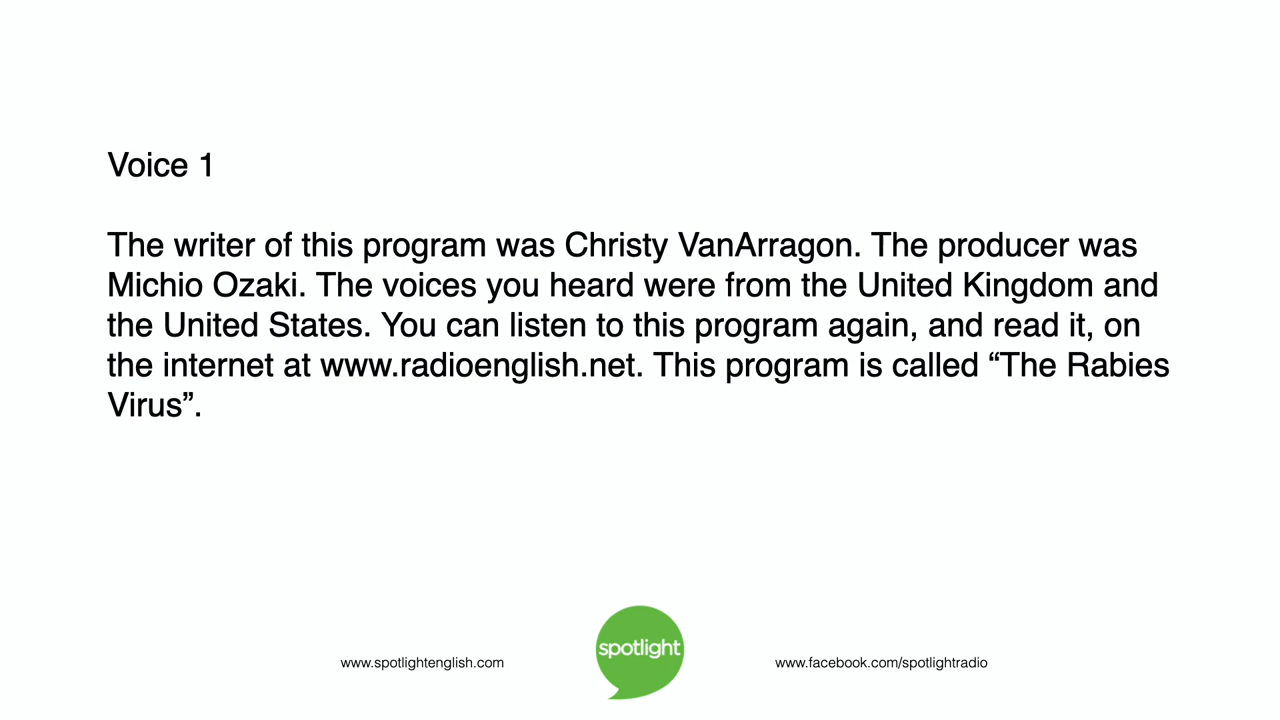 Voice 1
The writer of this program was Christy VanArragon. The producer was
Michio Ozaki. The voices you heard were from the United Kingdom and
the United States. You can listen to this program again, and read it, on
the internet at www.radioenglish.net. This program is called “The Rabies
Virus”.
www.spotlightenglish.com
spotlight
www.facebook.com/spotlightradio